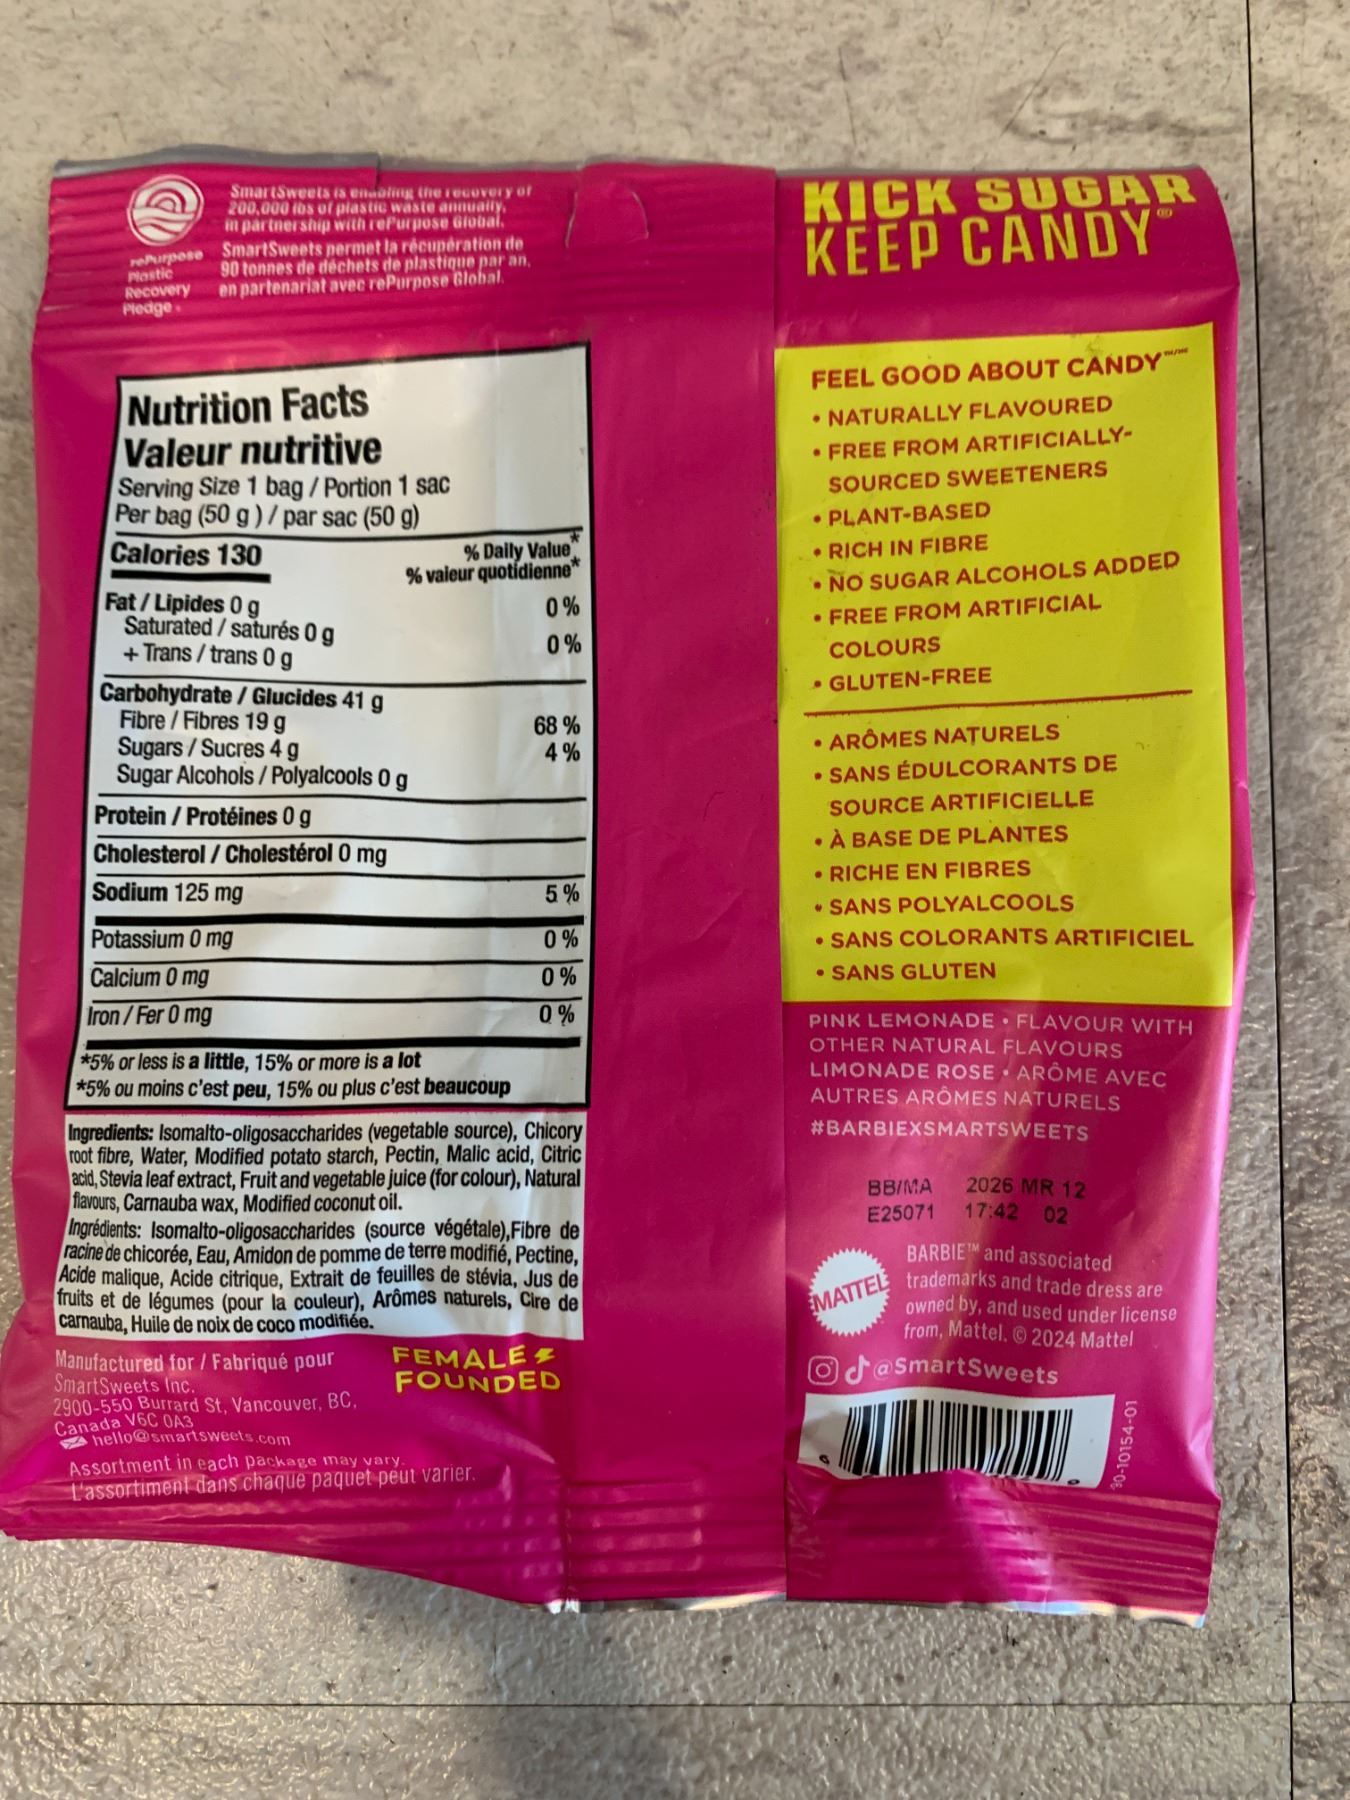 SmartSweets is enabling the recovery of
200,000 lbs of plastic waste annually,
in partnership with rePurpose Global.
SmartSweets permet la récupération de
90 tonnes de déchets de plastique par an,
en partenariat avec rePurpose Global.
rePurpose
Plastic
Recovery
Pledge
Nutrition Facts
Valeur nutritive
Serving Size 1 bag / Portion 1 sac
Per bag (50 g ) / par sac (50 g)
Calories 130
% Daily Value*
% valeur quotidienne*
Fat / Lipides 0 g 0 %
Saturated / saturés 0 g
+ Trans / trans 0 g 0 %
Carbohydrate / Glucides 41 g
Fibre / Fibres 19 g 68 %
Sugars / Sucres 4 g 4 %
Sugar Alcohols / Polyalcools 0 g
Protein / Protéines 0 g
Cholesterol / Cholestérol 0 mg
Sodium 125 mg 5 %
Potassium 0 mg 0 %
Calcium 0 mg 0 %
Iron / Fer 0 mg 0 %
*5% or less is a little, 15% or more is a lot
*5% ou moins c'est peu, 15% ou plus c'est beaucoup
Ingredients: Isomalto-oligosaccharides (vegetable source), Chicory
root fibre, Water, Modified potato starch, Pectin, Malic acid, Citric
acid, Stevia leaf extract, Fruit and vegetable juice (for colour), Natural
flavours, Carnauba wax, Modified coconut oil.
Ingrédients: Isomalto-oligosaccharides (source végétale),Fibre de
racine de chicorée, Eau, Amidon de pomme de terre modifié, Pectine,
Acide malique, Acide citrique, Extrait de feuilles de stévia, Jus de
fruits et de légumes (pour la couleur), Arômes naturels, Cire de
carnauba, Huile de noix de coco modifiée.
Manufactured for / Fabriqué pour
SmartSweets Inc.
2900-550 Burrard St, Vancouver, BC,
Canada V6C 0A3
hello@smartsweets.com
FEMALE
FOUNDED
Assortment in each package may vary.
L'assortiment dans chaque paquet peut varier.
KICK SUGAR
KEEP CANDY®
FEEL GOOD ABOUT CANDY™/MC
• NATURALLY FLAVOURED
• FREE FROM ARTIFICIALLY-
SOURCED SWEETENERS
• PLANT-BASED
• RICH IN FIBRE
• NO SUGAR ALCOHOLS ADDED
• FREE FROM ARTIFICIAL
COLOURS
• GLUTEN-FREE
• ARÔMES NATURELS
• SANS ÉDULCORANTS DE
SOURCE ARTIFICIELLE
• À BASE DE PLANTES
• RICHE EN FIBRES
• SANS POLYALCOOLS
• SANS COLORANTS ARTIFICIEL
• SANS GLUTEN
PINK LEMONADE • FLAVOUR WITH
OTHER NATURAL FLAVOURS
LIMONADE ROSE • ARÔME AVEC
AUTRES ARÔMES NATURELS
#BARBIEXSMARTSWEETS
BB/MA 2026 MR 12
E25071 17:42 02
MATTEL
BARBIE™ and associated
trademarks and trade dress are
owned by, and used under license
from, Mattel. © 2024 Mattel
@SmartSweets
90-10154-01